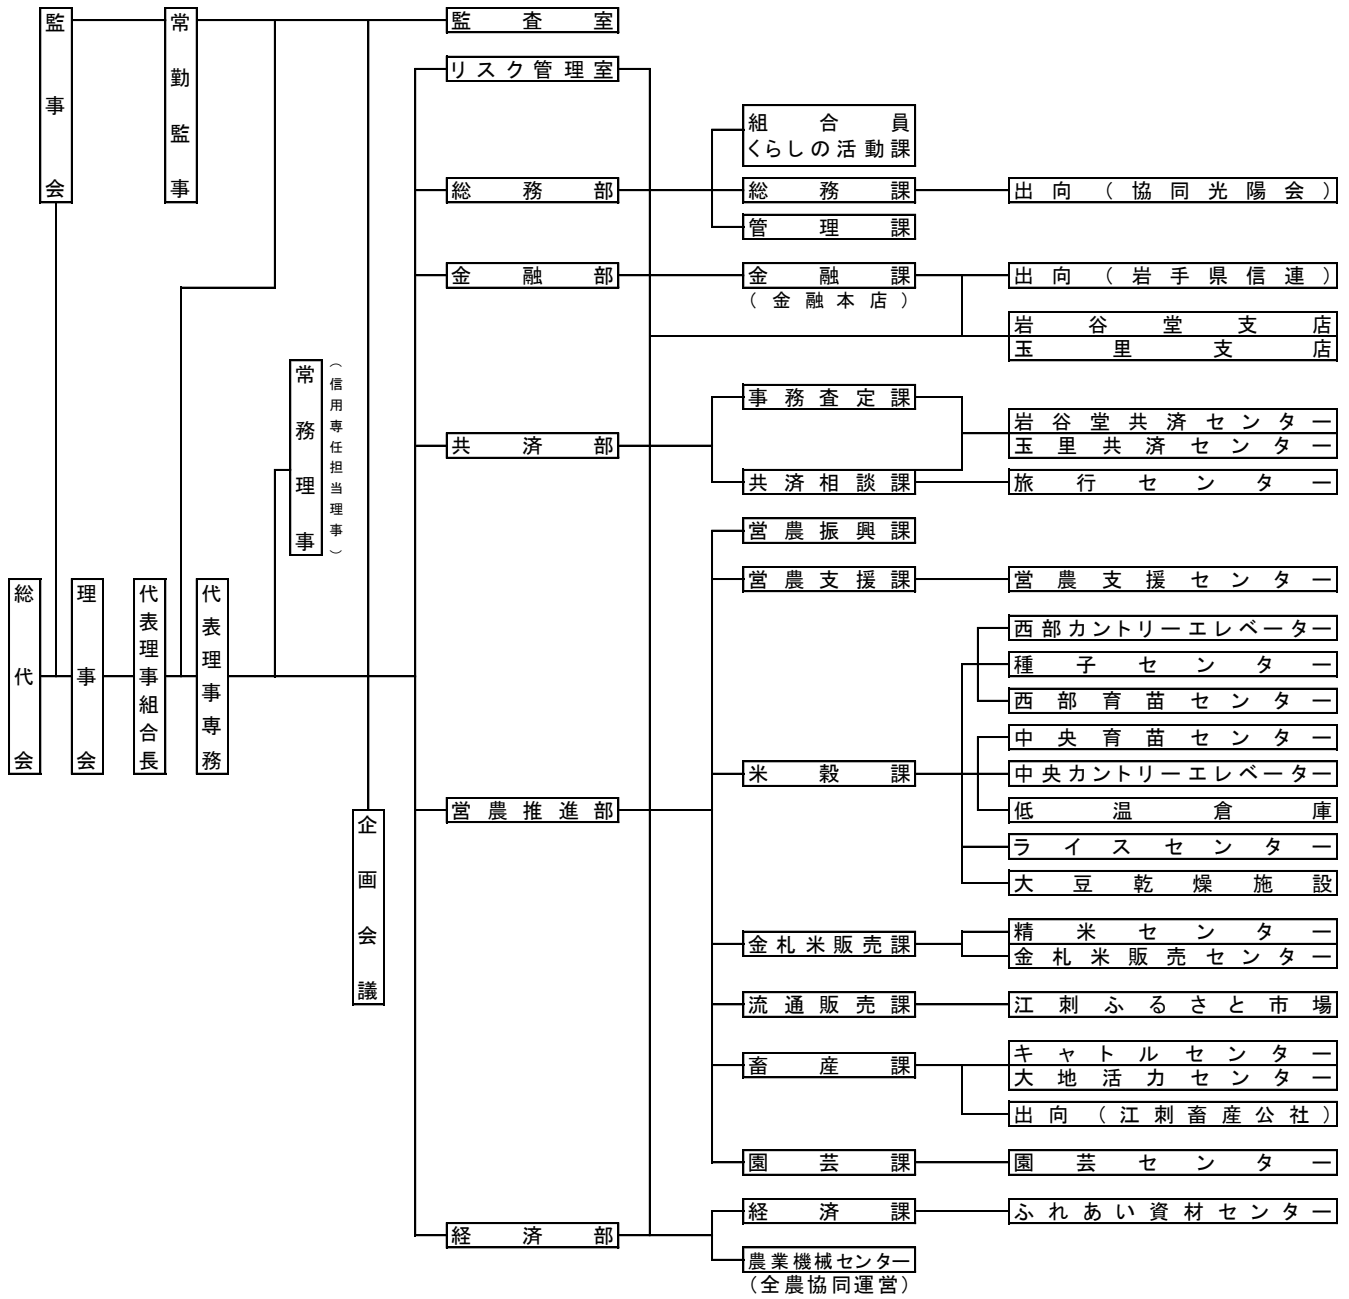 監事会
常勤監事
監査室
リスク管理室
組合員
くらしの活動課
総務部
総務課
出向（協同光陽会）
管理課
金融部
金融課
（金融本店）
出向（岩手県信連）
岩谷堂支店
玉里支店
常務理事
（信用専任担当理事）
事務査定課
共済部
岩谷堂共済センター
玉里共済センター
共済相談課
旅行センター
営農振興課
総代会
理事会
代表理事組合長
代表理事専務
営農支援課
営農支援センター
西部カントリーエレベーター
種子センター
西部育苗センター
中央育苗センター
米穀課
中央カントリーエレベーター
営農推進部
低温倉庫
企画会議
ライスセンター
大豆乾燥施設
金札米販売課
精米センター
金札米販売センター
流通販売課
江刺ふるさと市場
畜産課
キャトルセンター
大地活力センター
出向（江刺畜産公社）
園芸課
園芸センター
経済部
経済課
ふれあい資材センター
農業機械センター
（全農協同運営）